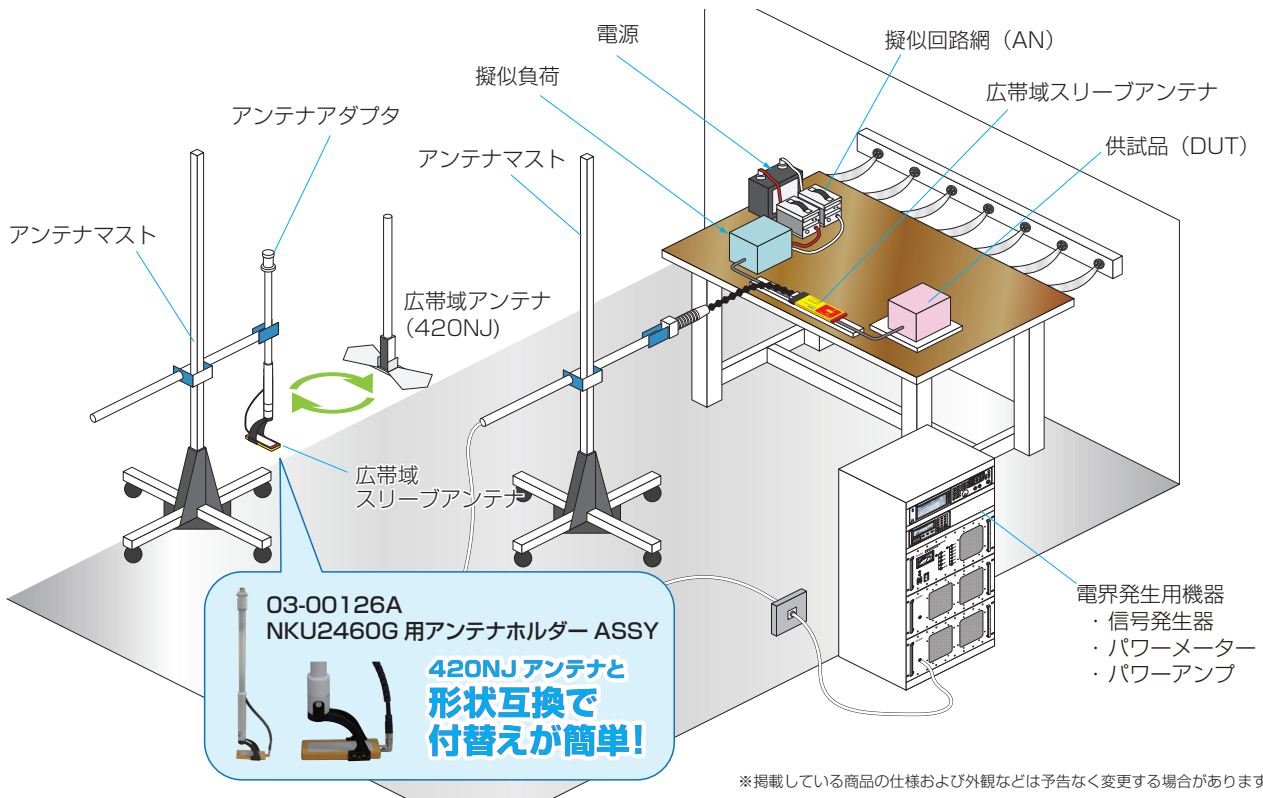 電源
擬似回路網（AN）
擬似負荷
広帯域スリーブアンテナ
アンテナアダプタ
供試品（DUT）
アンテナマスト
アンテナマスト
広帯域アンテナ
(420NJ)
広帯域
スリーブアンテナ
03-00126A
NKU2460G 用アンテナホルダー ASSY
420NJ アンテナと
形状互換で
付替えが簡単!
電界発生用機器
・信号発生器
・パワーメーター
・パワーアンプ
※掲載している商品の仕様および外観などは予告なく変更する場合があります